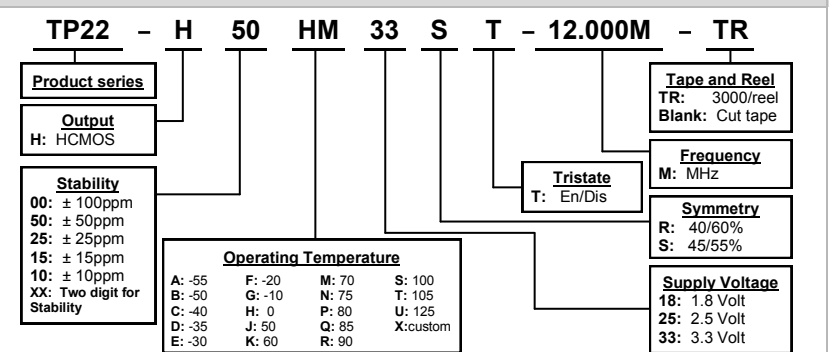 TP22 – H 50 HM 33 S T – 12.000M – TR
Product series
Output
H: HCMOS
Stability
00: ± 100ppm
50: ± 50ppm
25: ± 25ppm
15: ± 15ppm
10: ± 10ppm
XX: Two digit for
Stability
Operating Temperature
A: -55 F: -20 M: 70 S: 100
B: -50 G: -10 N: 75 T: 105
C: -40 H: 0 P: 80 U: 125
D: -35 J: 50 Q: 85 X:custom
E: -30 K: 60 R: 90
Tristate
T: En/Dis
Tape and Reel
TR: 3000/reel
Blank: Cut tape
Frequency
M: MHz
Symmetry
R: 40/60%
S: 45/55%
Supply Voltage
18: 1.8 Volt
25: 2.5 Volt
33: 3.3 Volt